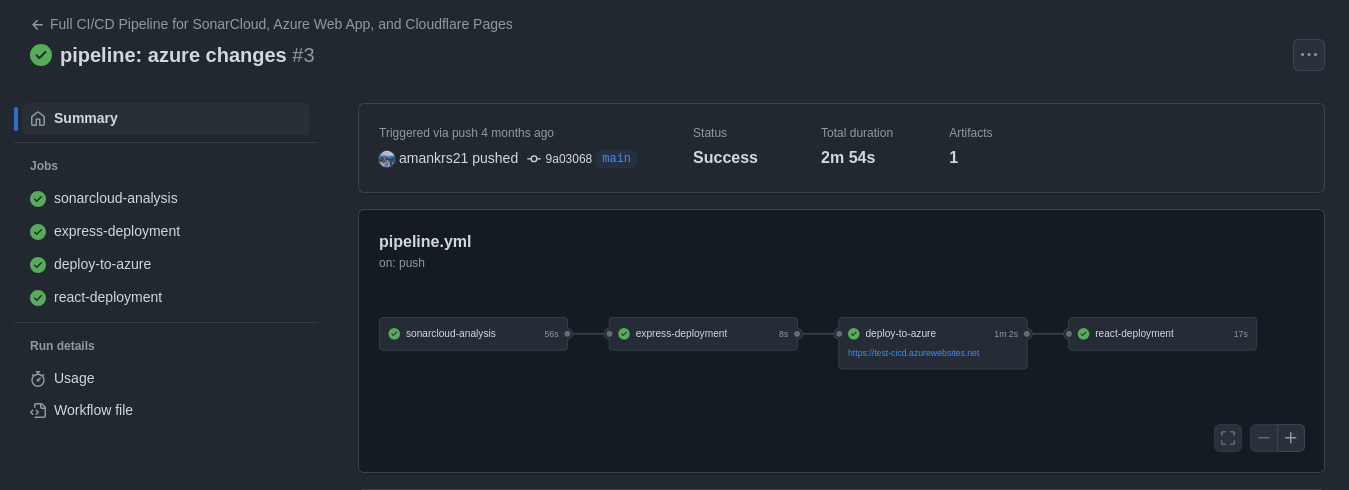 Full CI/CD Pipeline for SonarCloud, Azure Web App, and Cloudflare Pages
pipeline: azure changes #3
Summary
Jobs
sonarcloud-analysis
express-deployment
deploy-to-azure
react-deployment
Run details
Usage
Workflow file
Triggered via push 4 months ago
amankrs21 pushed 9a03068 main
Status
Success
Total duration
2m 54s
Artifacts
1
pipeline.yml
on: push
sonarcloud-analysis 56s
express-deployment 8s
deploy-to-azure 1m 2s
https://test-cicd.azurewebsites.net
react-deployment 17s